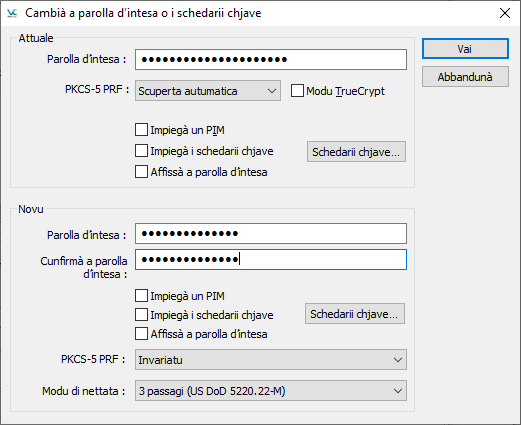 Cambià a parolla d'intesa o i schedarii chjave
Attuale
Vai
Parolla d'intesa : ●●●●●●●●●●●●●●●●●●●●●
Abbandunà
PKCS-5 PRF : Scuperta automatica Modu TrueCrypt
Impiegà un PIM
Impiegà i schedarii chjave Schedarii chjave...
Affissà a parolla d'intesa
Novu
Parolla d'intesa : ●●●●●●●●●●●●●●
Cunfirmà a parolla ●●●●●●●●●●●●●●
d'intesa :
Impiegà un PIM
Impiegà i schedarii chjave Schedarii chjave...
Affissà a parolla d'intesa
PKCS-5 PRF : Invariatu
Modu di nettata : 3 passagi (US DoD 5220.22-M)